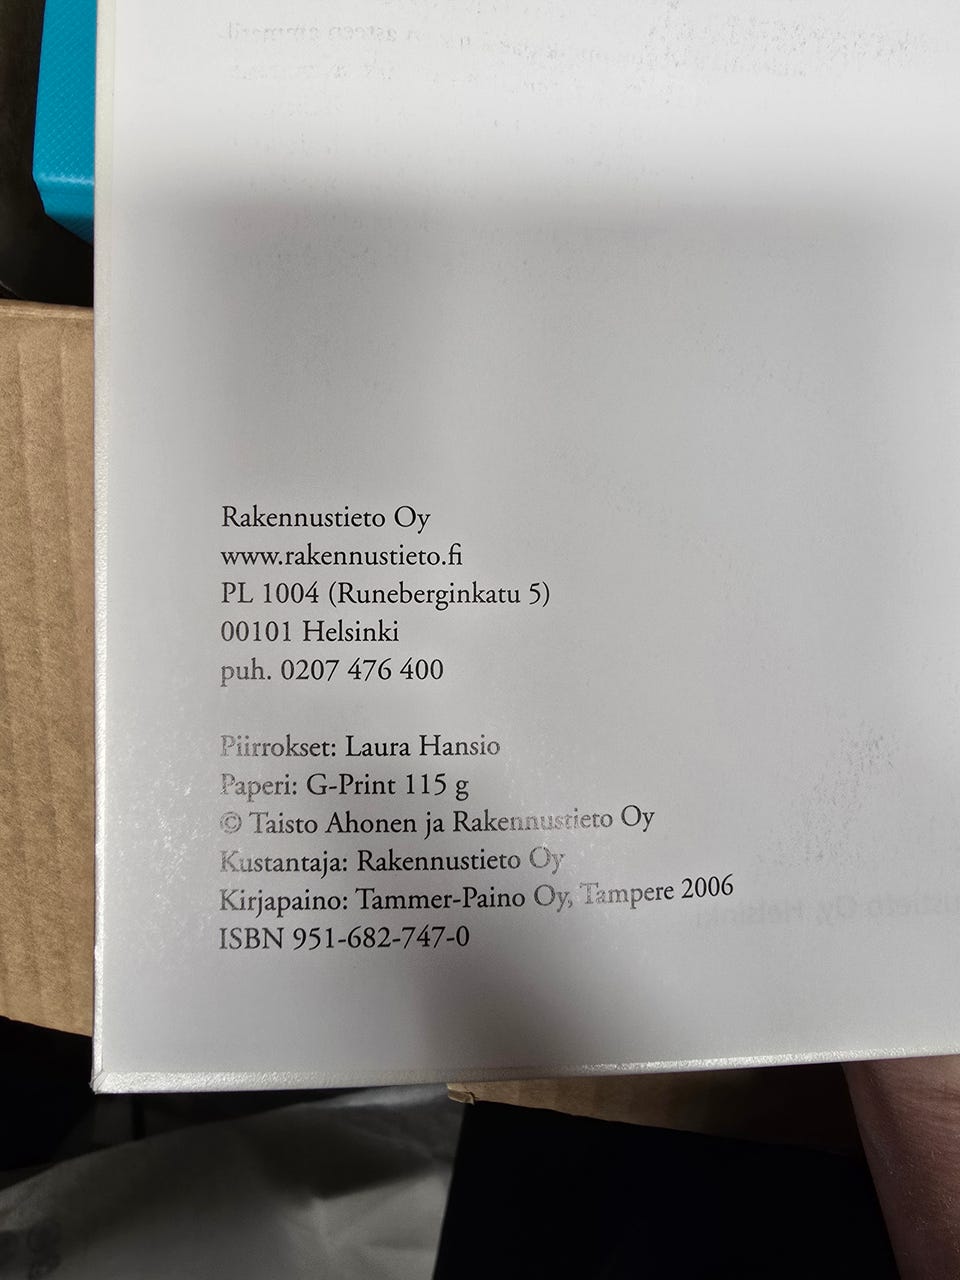 Rakennustieto Oy
www.rakennustieto.fi
PL 1004 (Runeberginkatu 5)
00101 Helsinki
puh. 0207 476 400
Piirrokset: Laura Hansio
Paperi: G-Print 115 g
© Taisto Ahonen ja Rakennustieto Oy
Kustantaja: Rakennustieto Oy
Kirjapaino: Tammer-Paino Oy, Tampere 2006
ISBN 951-682-747-0